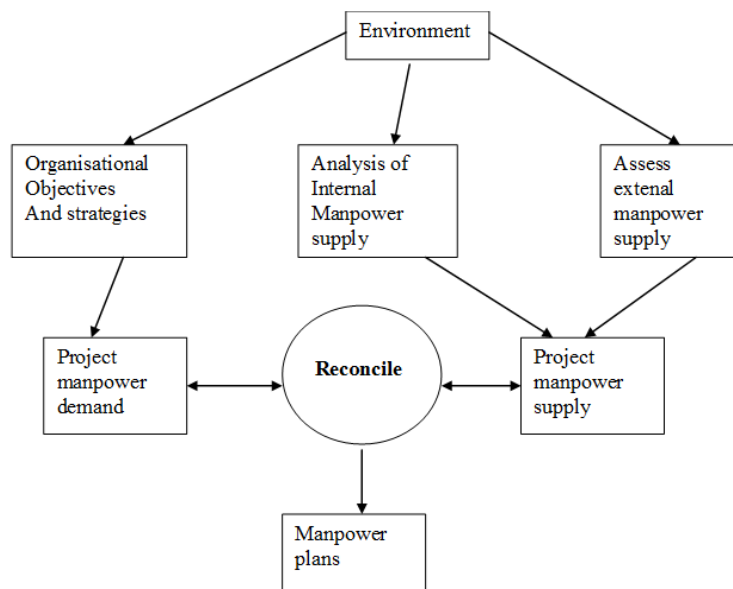 Environment
Organisational
Objectives
And strategies
Analysis of
Internal
Manpower
supply
Assess
extenal
manpower
supply
Project
manpower
demand
Reconcile
Project
manpower
supply
Manpower
plans